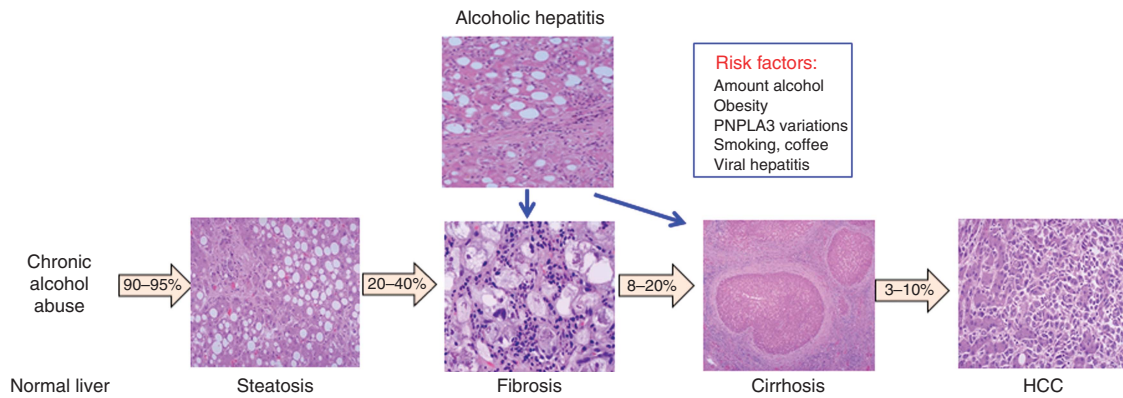 Alcoholic hepatitis
Risk factors:
Amount alcohol
Obesity
PNPLA3 variations
Smoking, coffee
Viral hepatitis
Chronic
alcohol
abuse
90–95%
20–40%
8–20%
3–10%
Normal liver
Steatosis
Fibrosis
Cirrhosis
HCC